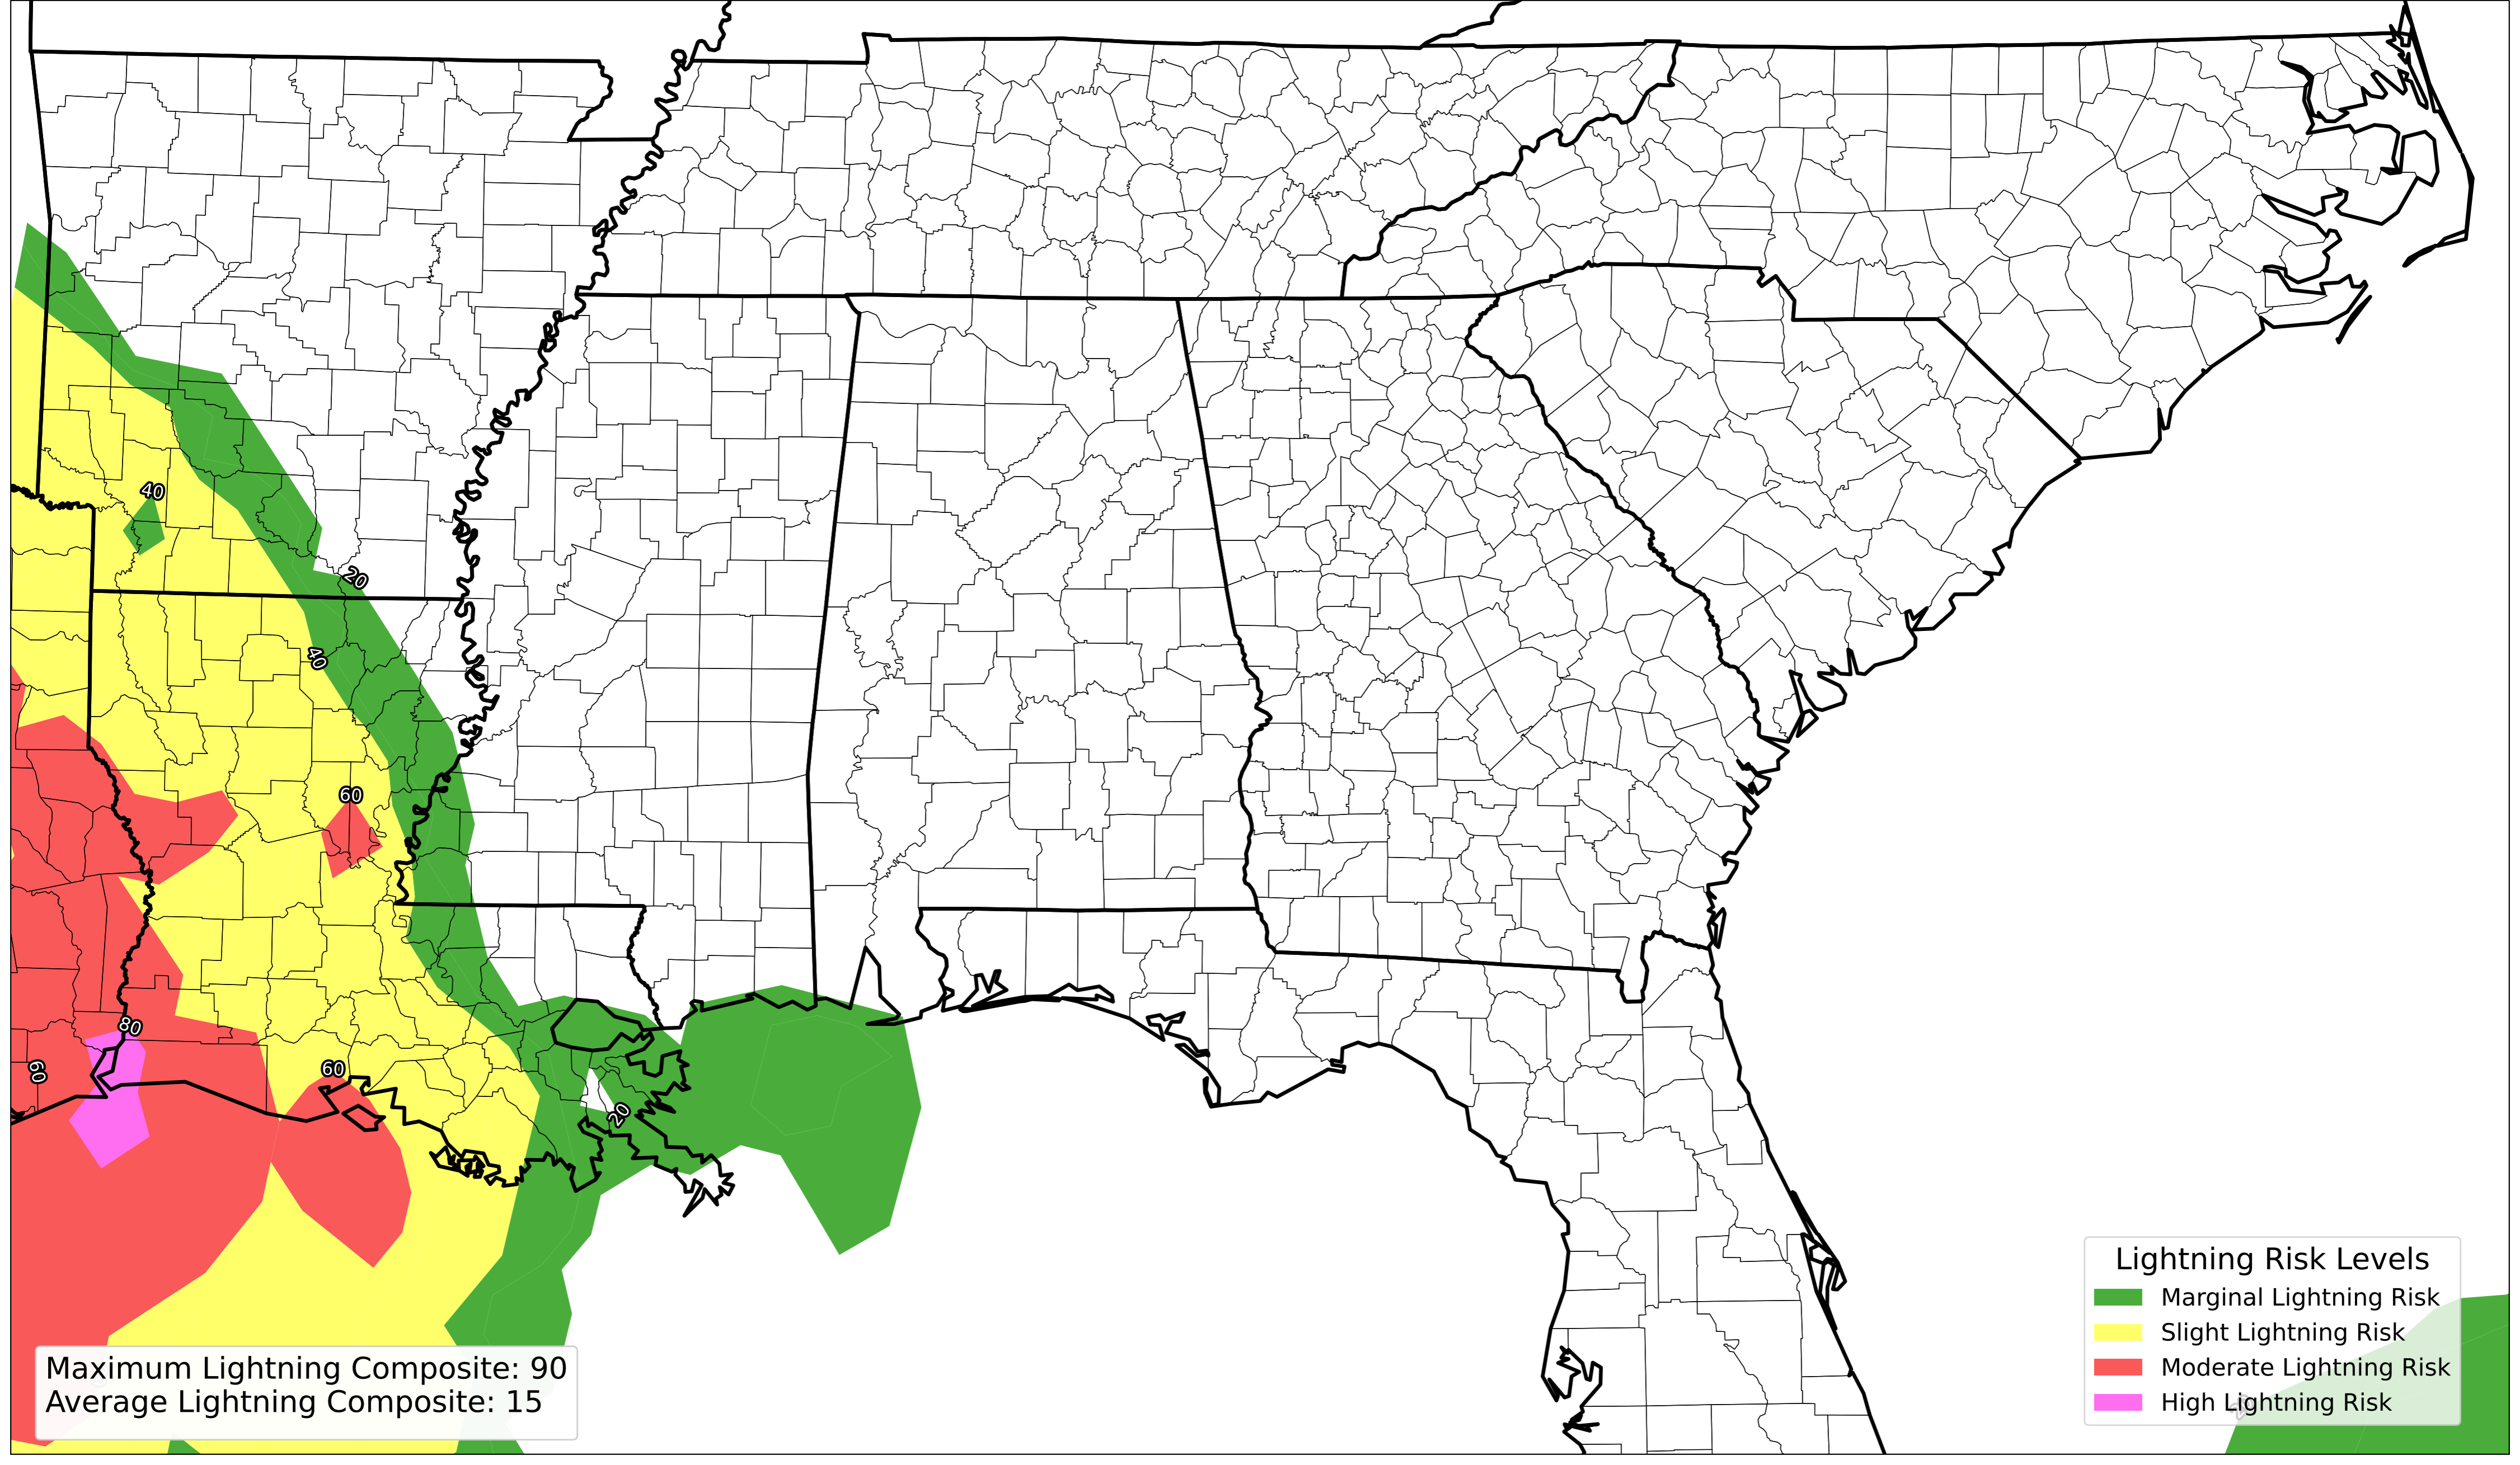 40
20
40
60
80
60
60
20
Lightning Risk Levels
Marginal Lightning Risk
Slight Lightning Risk
Moderate Lightning Risk
High Lightning Risk
Maximum Lightning Composite: 90
Average Lightning Composite: 15